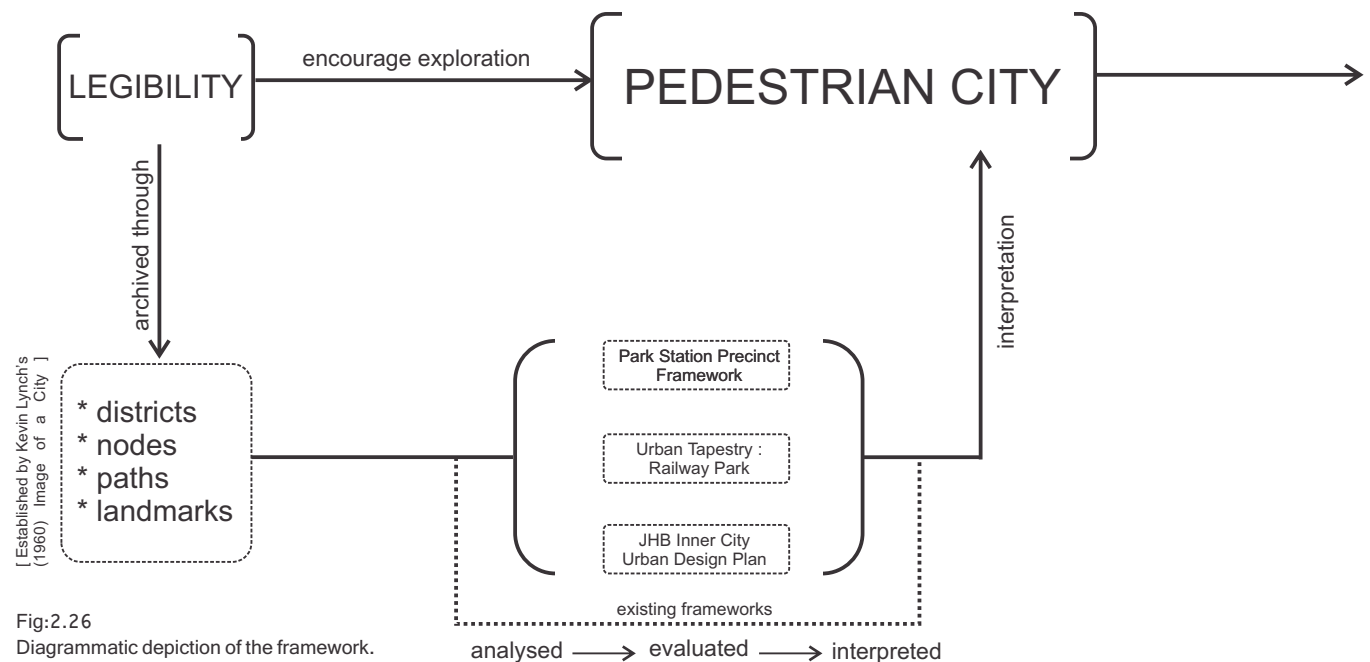 LEGIBILITY
encourage exploration
PEDESTRIAN CITY
archived through
interpretation
[ Established by Kevin Lynch's
(1960) Image of a City ]
* districts
* nodes
* paths
* landmarks
Park Station Precinct
Framework
Urban Tapestry :
Railway Park
JHB Inner City
Urban Design Plan
existing frameworks
analysed evaluated interpreted
Fig:2.26
Diagrammatic depiction of the framework.